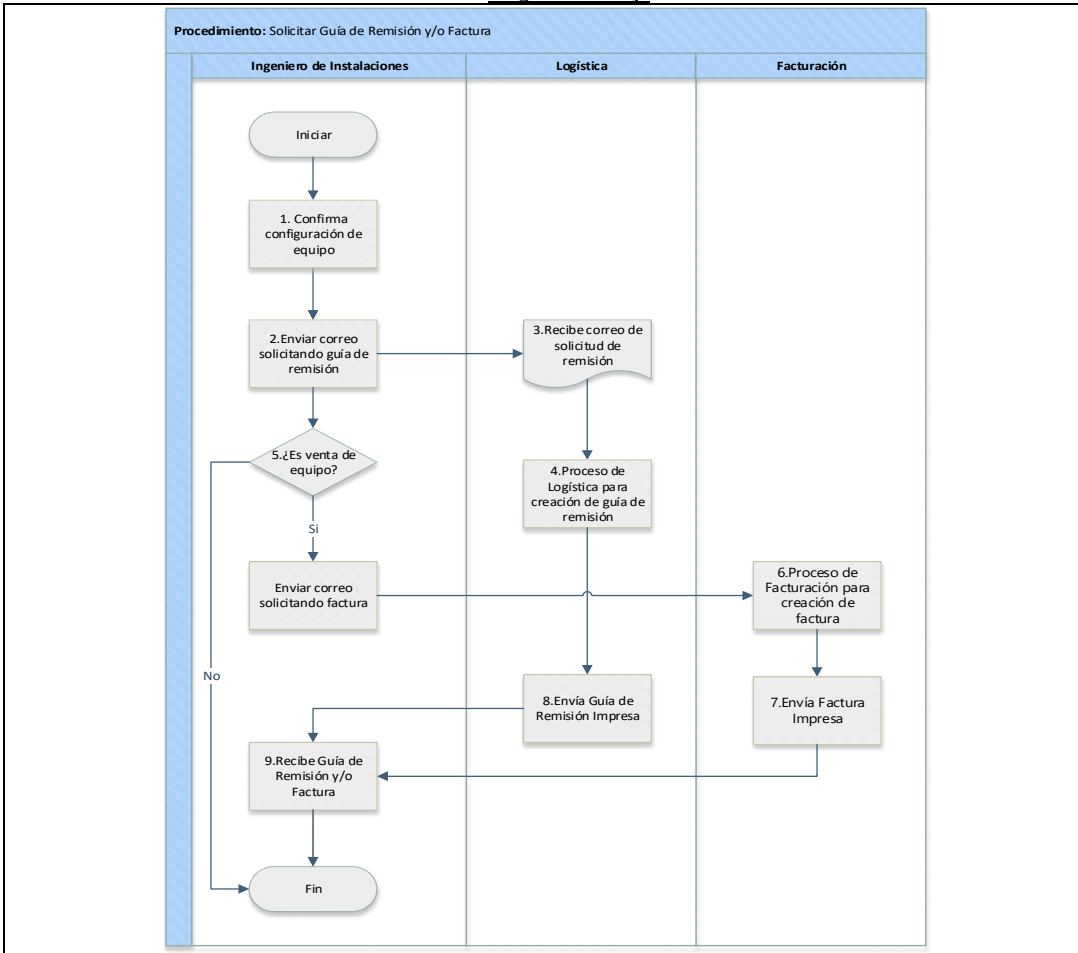 Procedimiento: Solicitar Guía de Remisión y/o Factura
Ingeniero de Instalaciones
Logística
Facturación
Iniciar
1. Confirma
configuración de
equipo
2.Enviar correo
solicitando guía de
remisión
3.Recibe correo de
solicitud de
remisión
5.¿Es venta de
equipo?
4.Proceso de
Logística para
creación de guía de
remisión
Si
Enviar correo
solicitando factura
6.Proceso de
Facturación para
creación de
factura
No
8.Envía Guía de
Remisión Impresa
7.Envía Factura
Impresa
9.Recibe Guía de
Remisión y/o
Factura
Fin